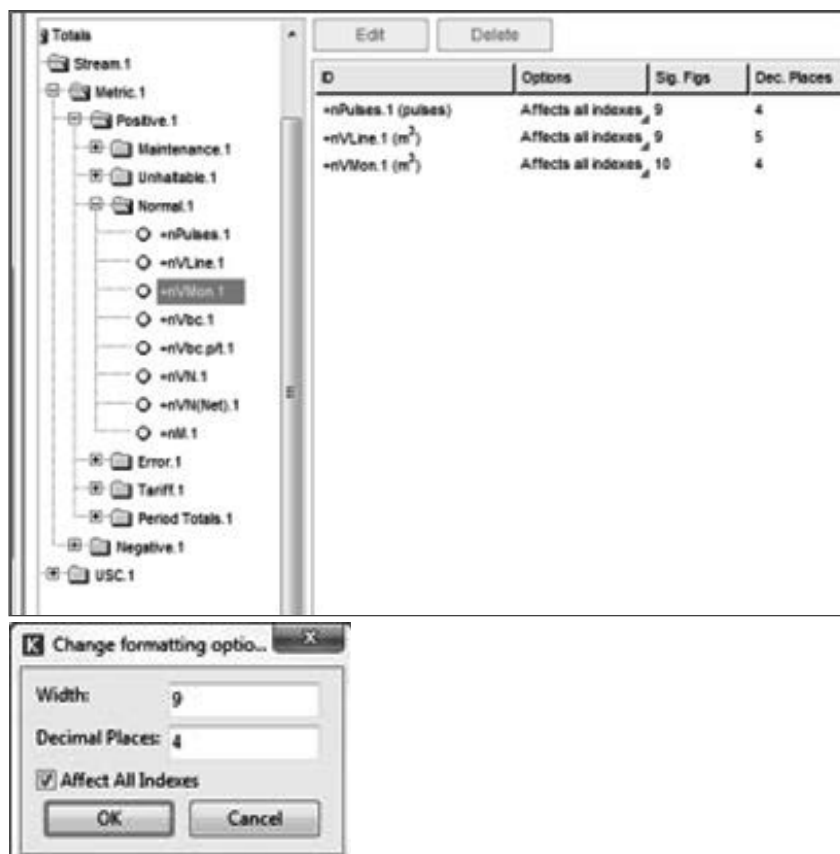 Totals
Edit Delete
Stream.1
Metric.1
Positive.1
Maintenance.1
Unhaltable.1
Normal.1
+nPulses.1
+nVLine.1
+nVMon.1
+nVbc.1
+nVbc.p/t.1
+nVN.1
+nVN(Net).1
+nM.1
Error.1
Tariff.1
Period Totals.1
Negative.1
USC.1
ID Options Sig. Figs Dec. Places
+nPulses.1 (pulses) Affects all indexes 9 4
+nVLine.1 (m³) Affects all indexes 9 5
+nVMon.1 (m³) Affects all indexes 10 4
K Change formatting optio... x
Width: 9
Decimal Places: 4
Affect All Indexes
OK Cancel